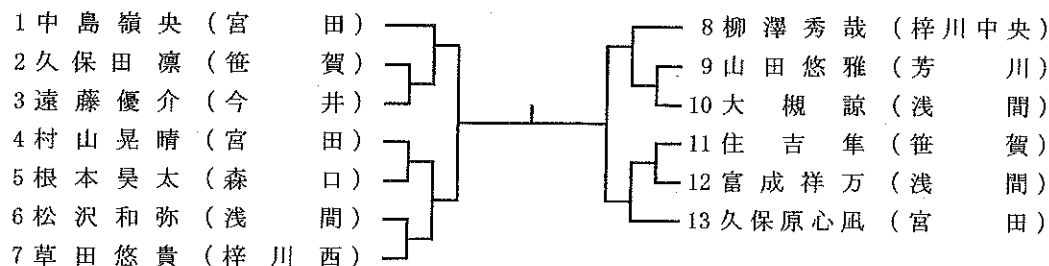 1 中島嶺央 (宮田)
2 久保田凛 (笹賀)
3 遠藤優介 (今井)
4 村山晃晴 (宮田)
5 根本昊太 (森口)
6 松沢和弥 (浅間)
7 草田悠貴 (梓川西)
8 柳澤秀哉 (梓川中央)
9 山田悠雅 (芳川)
10 大槻諒 (浅間)
11 住吉隼 (笹賀)
12 富成祥万 (浅間)
13 久保原心凪 (宮田)